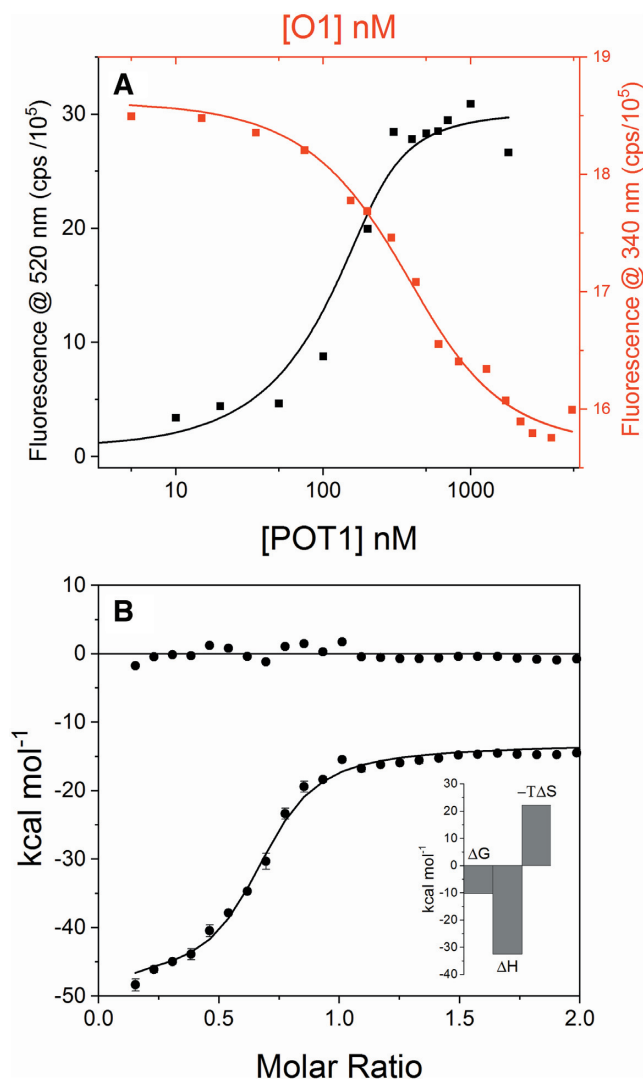 [O1] nM
A
30
20
10
0
Fluorescence @ 520 nm (cps /10⁵)
19
18
17
16
Fluorescence @ 340 nm (cps/10⁵)
10
100
1000
[POT1] nM
B
10
0
-10
-20
-30
-40
-50
kcal mol⁻¹
0.0
0.5
1.0
1.5
2.0
Molar Ratio
30
20
10
0
-10
-20
-30
-40
kcal mol⁻¹
–TΔS
ΔG
ΔH